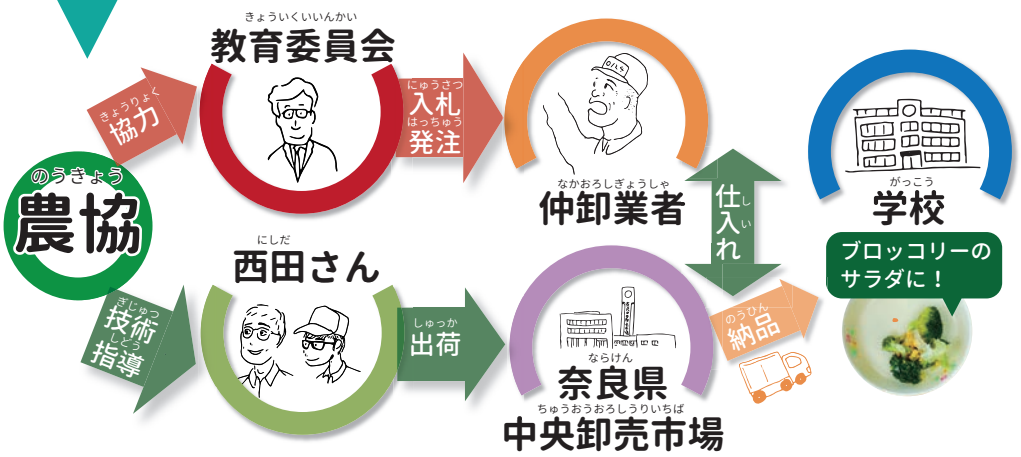 のうきょう
農協
きょうりょく
協力
ぎじゅつ
技術
しどう
指導
きょういくいいんかい
教育委員会
にゅうさつ
入札
はっちゅう
発注
にしだ
西田さん
しゅっか
出荷
OILS
なかおろしぎょうしゃ
仲卸業者
しい
仕入れ
ならけん
奈良県
ちゅうおうおろしうりいちば
中央卸売市場
のうひん
納品
がっこう
学校
ブロッコリーの
サラダに！